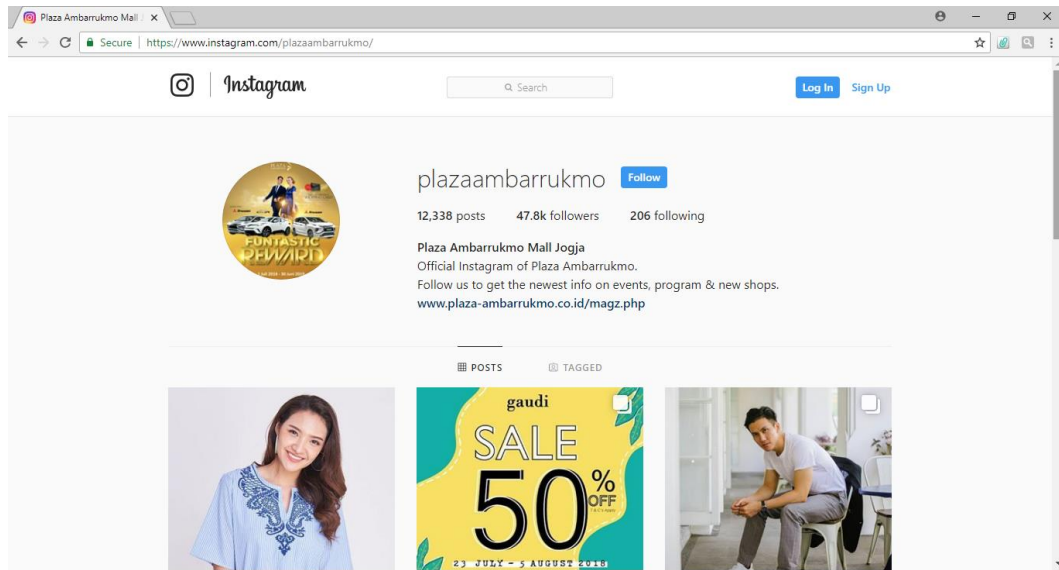 Plaza Ambarrukmo Mall J
Secure | https://www.instagram.com/plazaambarrukmo/
Instagram
Search
Log In Sign Up
plazaambarrukmo Follow
12,338 posts 47.8k followers 206 following
Plaza Ambarrukmo Mall Jogja
Official Instagram of Plaza Ambarrukmo.
Follow us to get the newest info on events, program & new shops.
www.plaza-ambarrukmo.co.id/magz.php
FUNTASTIC
REWARD
POSTS TAGGED
gaudi
SALE
50%
OFF
23 JULY - 5 AUGUST 2018